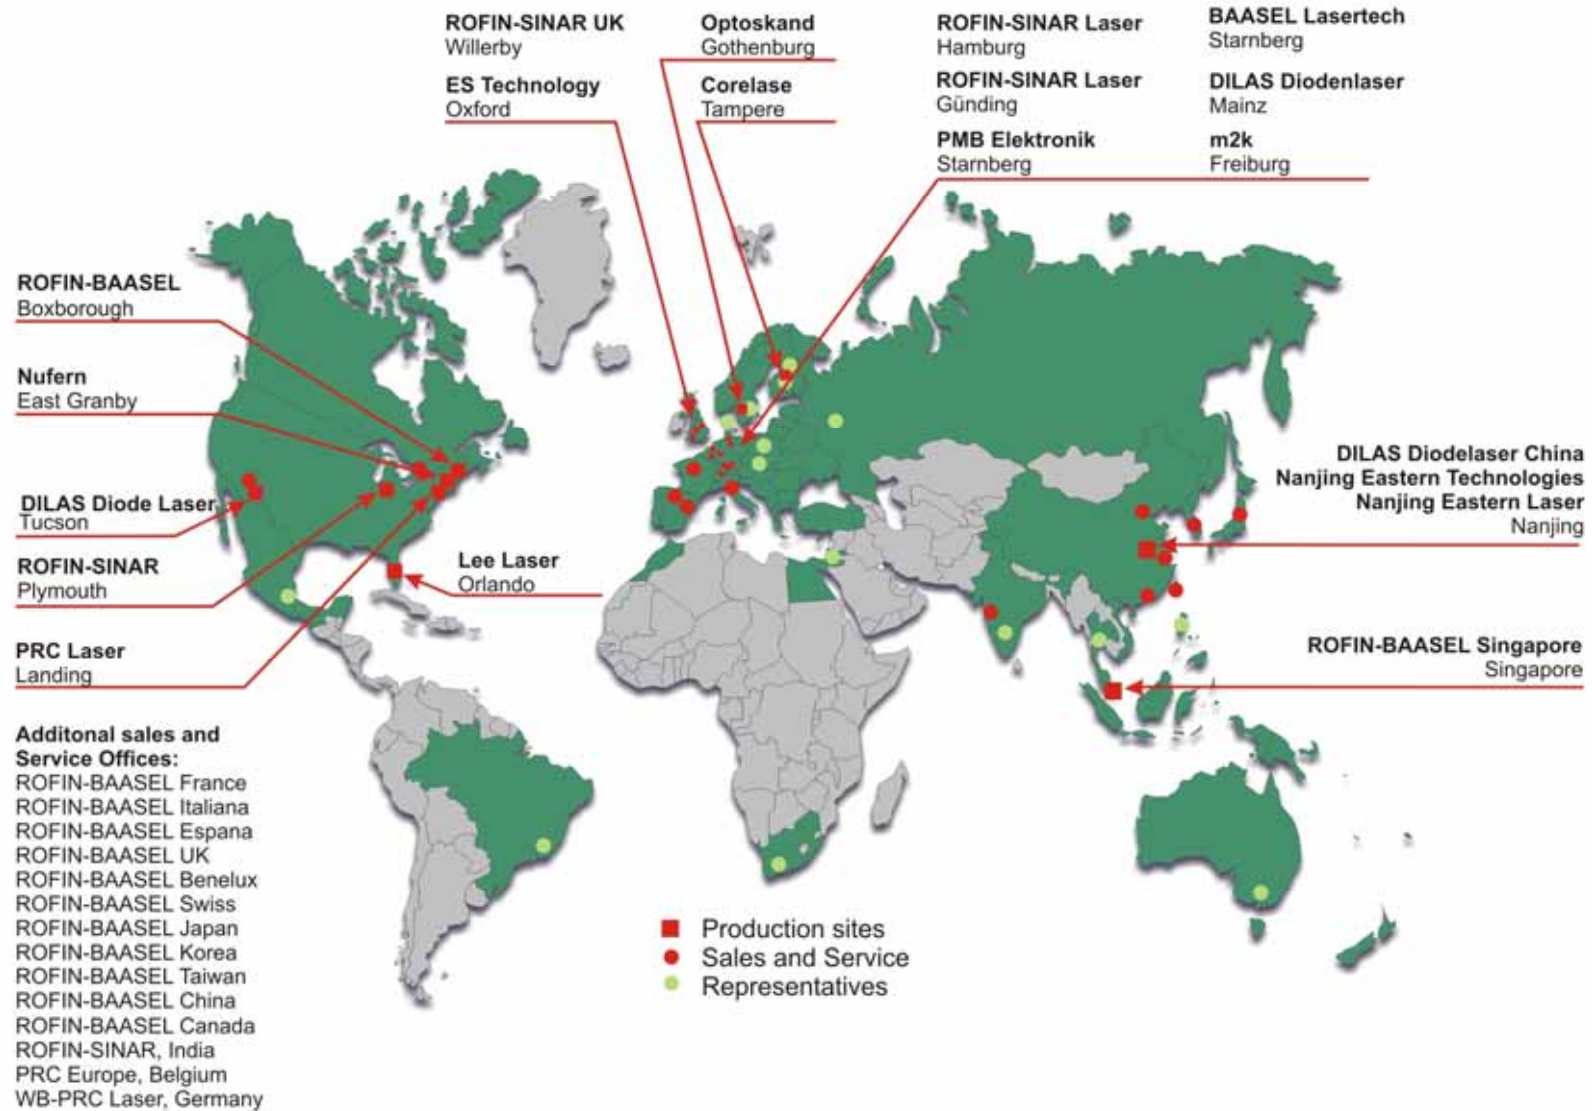 ROFIN-SINAR UK
Willerby
ES Technology
Oxford
Optoskand
Gothenburg
Corelase
Tampere
ROFIN-SINAR Laser
Hamburg
ROFIN-SINAR Laser
Günding
PMB Elektronik
Starnberg
BAASEL Lasertech
Starnberg
DILAS Diodenlaser
Mainz
m2k
Freiburg
ROFIN-BAASEL
Boxborough
Nufern
East Granby
DILAS Diode Laser
Tucson
ROFIN-SINAR
Plymouth
PRC Laser
Landing
Lee Laser
Orlando
DILAS Diodelaser China
Nanjing Eastern Technologies
Nanjing Eastern Laser
Nanjing
ROFIN-BAASEL Singapore
Singapore
Additonal sales and
Service Offices:
ROFIN-BAASEL France
ROFIN-BAASEL Italiana
ROFIN-BAASEL Espana
ROFIN-BAASEL UK
ROFIN-BAASEL Benelux
ROFIN-BAASEL Swiss
ROFIN-BAASEL Japan
ROFIN-BAASEL Korea
ROFIN-BAASEL Taiwan
ROFIN-BAASEL China
ROFIN-BAASEL Canada
ROFIN-SINAR, India
PRC Europe, Belgium
WB-PRC Laser, Germany
Production sites
Sales and Service
Representatives